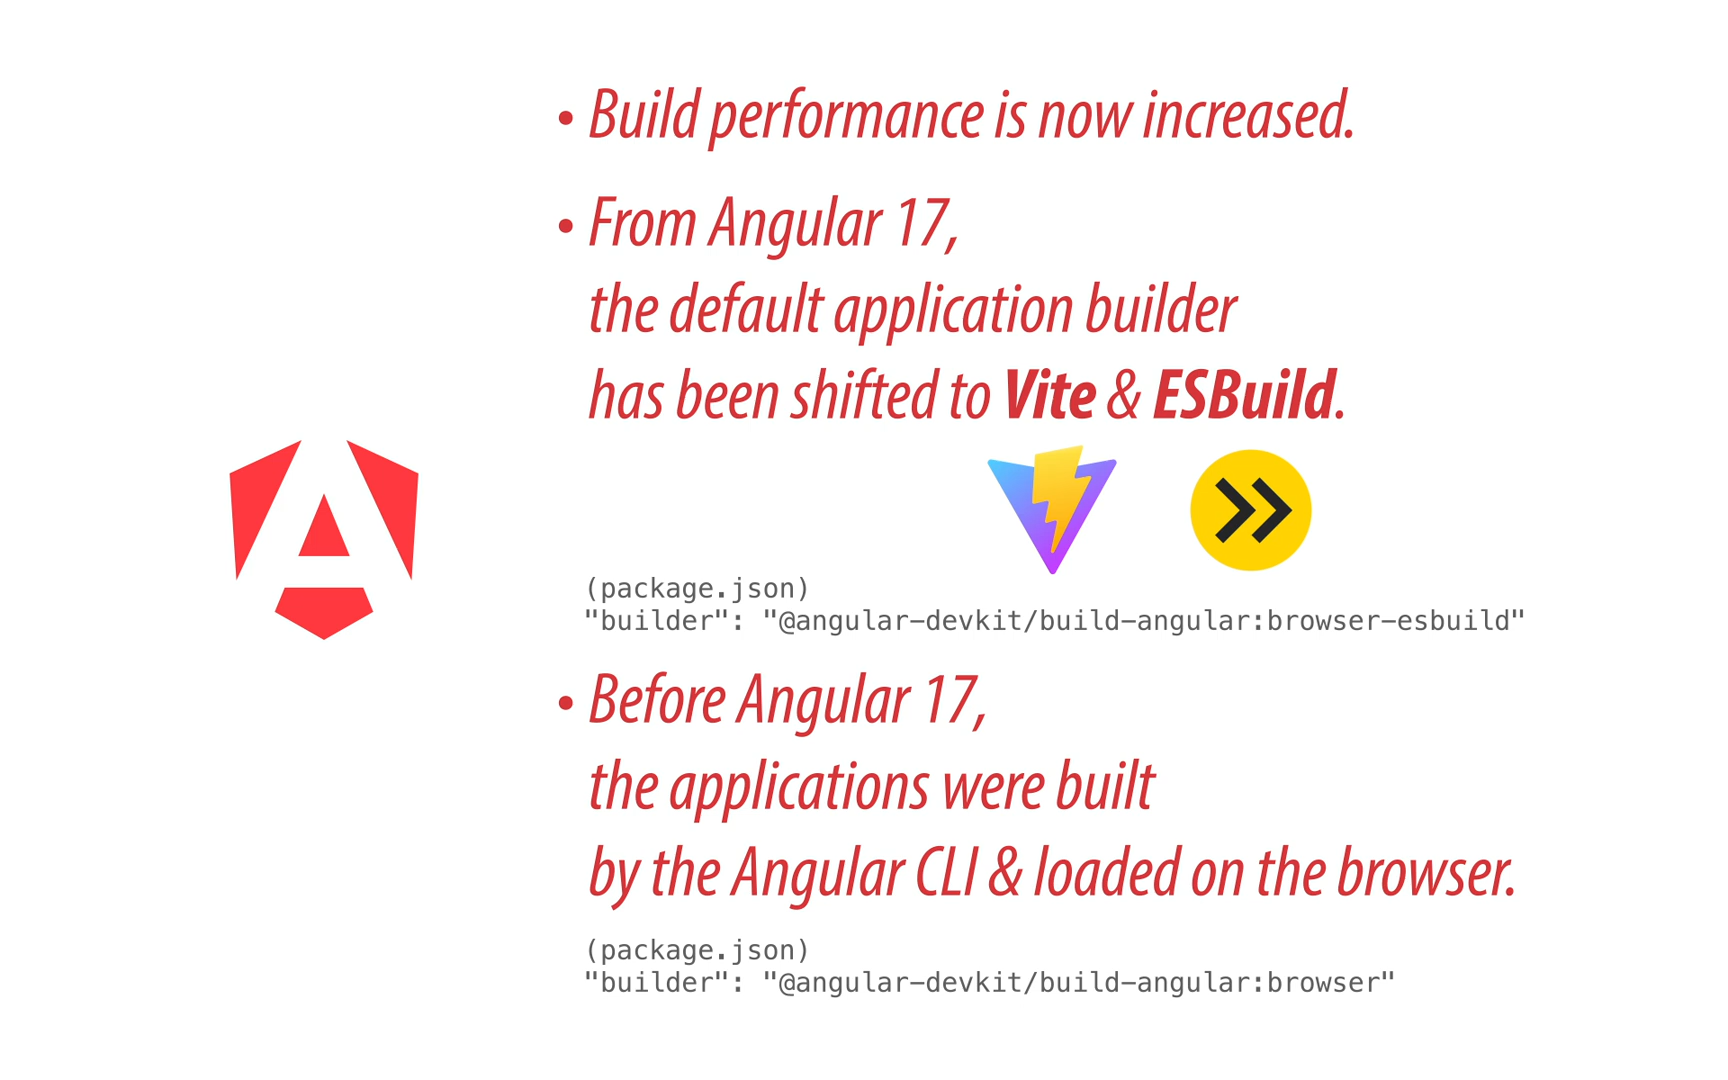 • Build performance is now increased.
• From Angular 17,
the default application builder
has been shifted to Vite & ESBuild.
(package.json)
"builder": "@angular-devkit/build-angular:browser-esbuild"
• Before Angular 17,
the applications were built
by the Angular CLI & loaded on the browser.
(package.json)
"builder": "@angular-devkit/build-angular:browser"